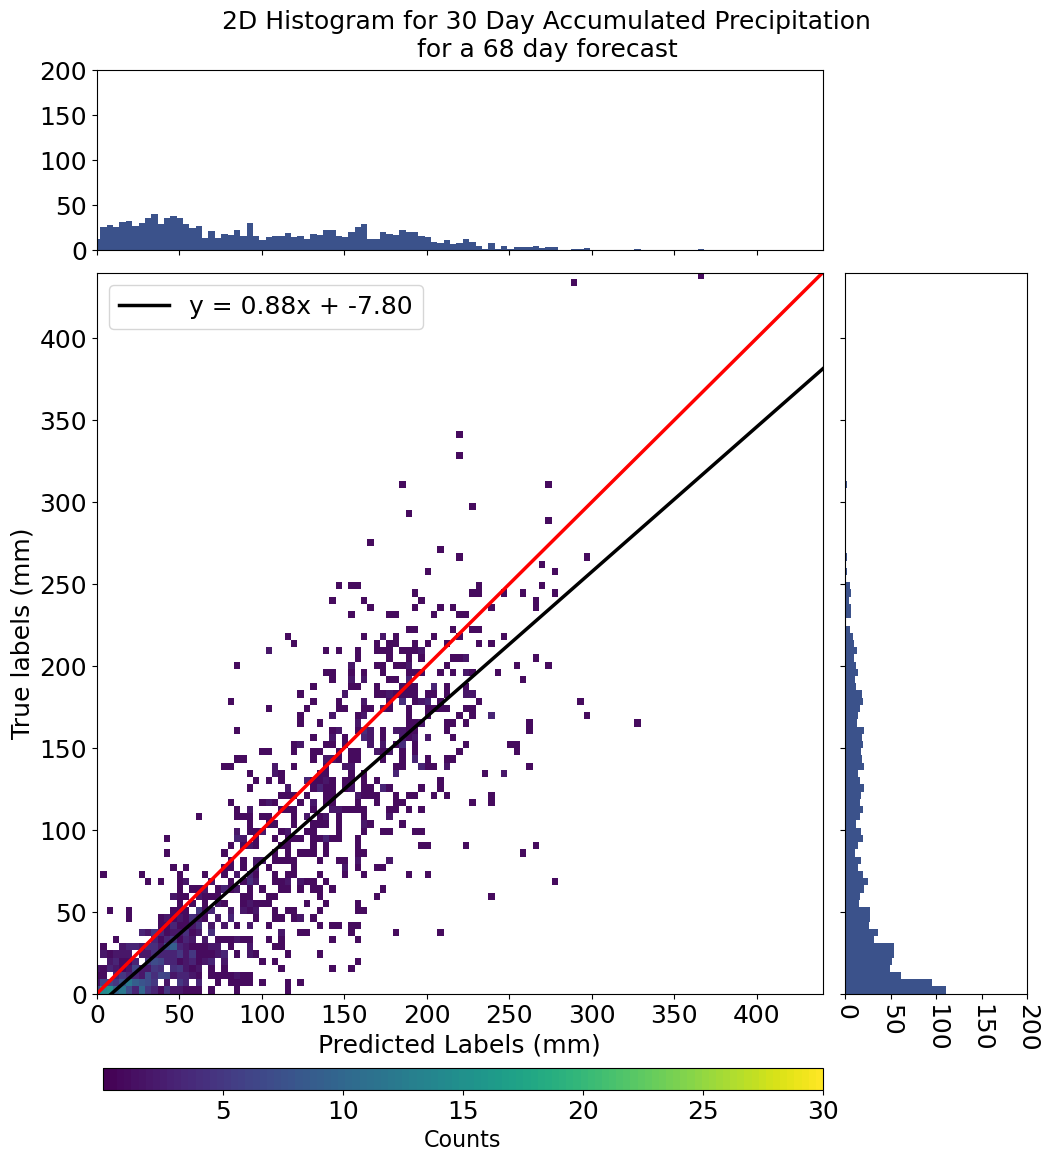 2D Histogram for 30 Day Accumulated Precipitation
for a 68 day forecast
200
150
100
50
0
y = 0.88x + -7.80
400
350
300
250
200
150
100
50
0
True labels (mm)
0 50 100 150 200 250 300 350 400
Predicted Labels (mm)
0 50 100 150 200
5 10 15 20 25 30
Counts